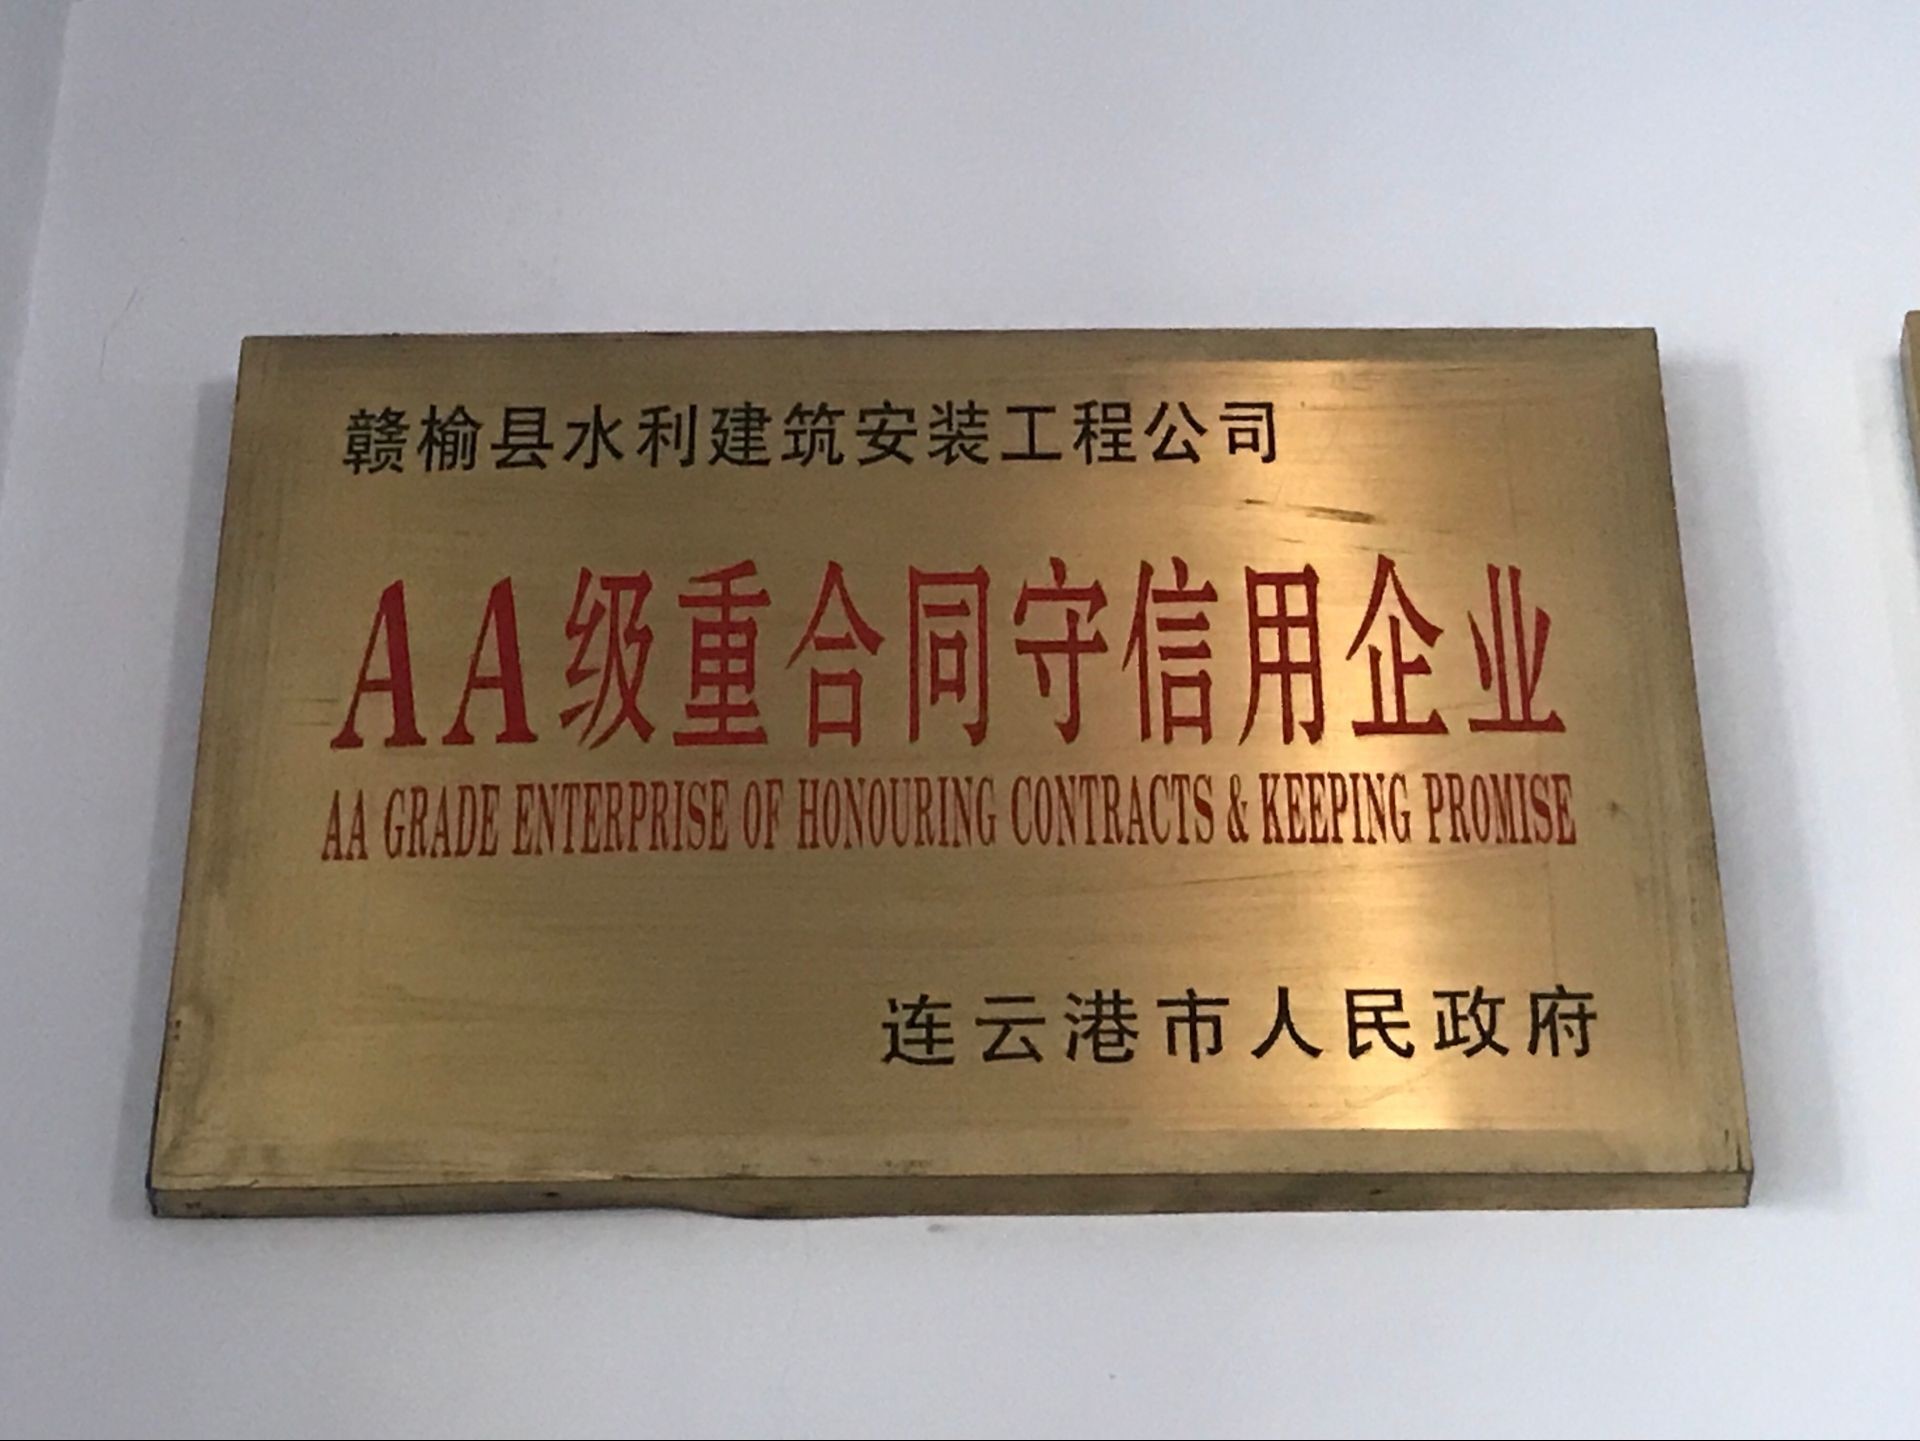 赣榆县水利建筑安装工程公司
AA级重合同守信用企业
AA GRADE ENTERPRISE OF HONOURING CONTRACTS & KEEPING PROMISE
连云港市人民政府